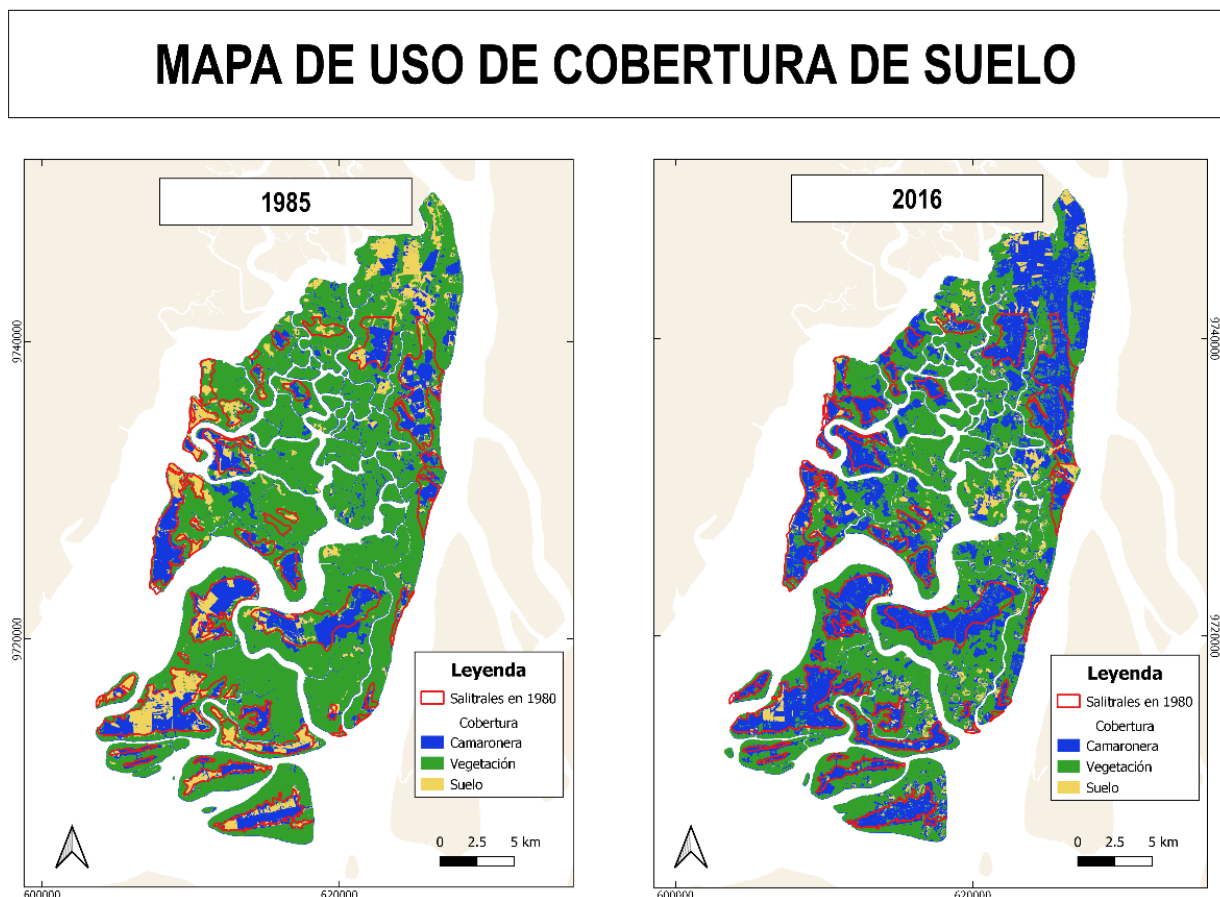 MAPA DE USO DE COBERTURA DE SUELO
1985
9740000
9720000
Leyenda
Salitrales en 1980
Cobertura
Camaronera
Vegetación
Suelo
0 2.5 5 km
600000 620000
2016
9740000
9720000
Leyenda
Salitrales en 1980
Cobertura
Camaronera
Vegetación
Suelo
0 2.5 5 km
600000 620000